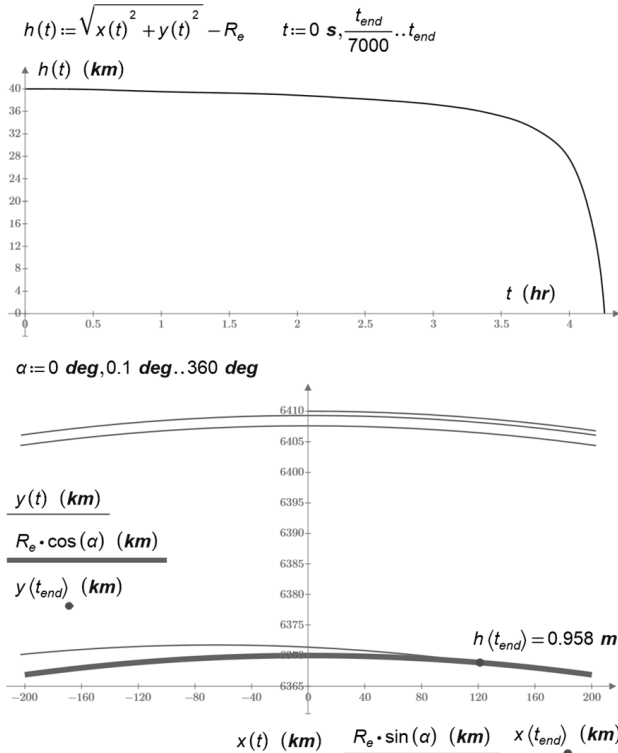 h(t):=√(x(t)²+y(t)²) −Rₑ t:=0 s, t_end/7000 .. t_end
h(t) (km)
40
36
32
28
24
20
16
12
8
4
0
t (hr)
0 0.5 1 1.5 2 2.5 3 3.5 4
α:=0 deg,0.1 deg..360 deg
6410
6405
6400
6395
6390
6385
6380
6375
6370
6365
y(t) (km)
Rₑ·cos(α) (km)
y(t_end) (km)
h(t_end)=0.958 m
−200 −160 −120 −80 −40 0 40 80 120 160 200
x(t) (km) Rₑ·sin(α) (km) x(t_end) (km)